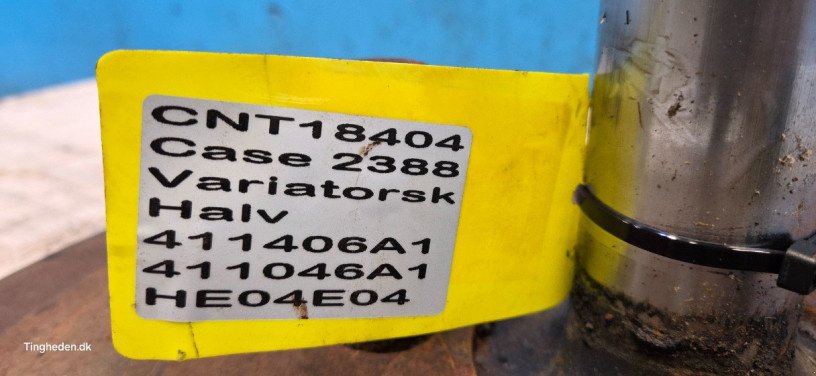 CNT18404
Case 2388
Variatorsk
Halv
411406A1
411046A1
HE04E04
Tingheden.dk